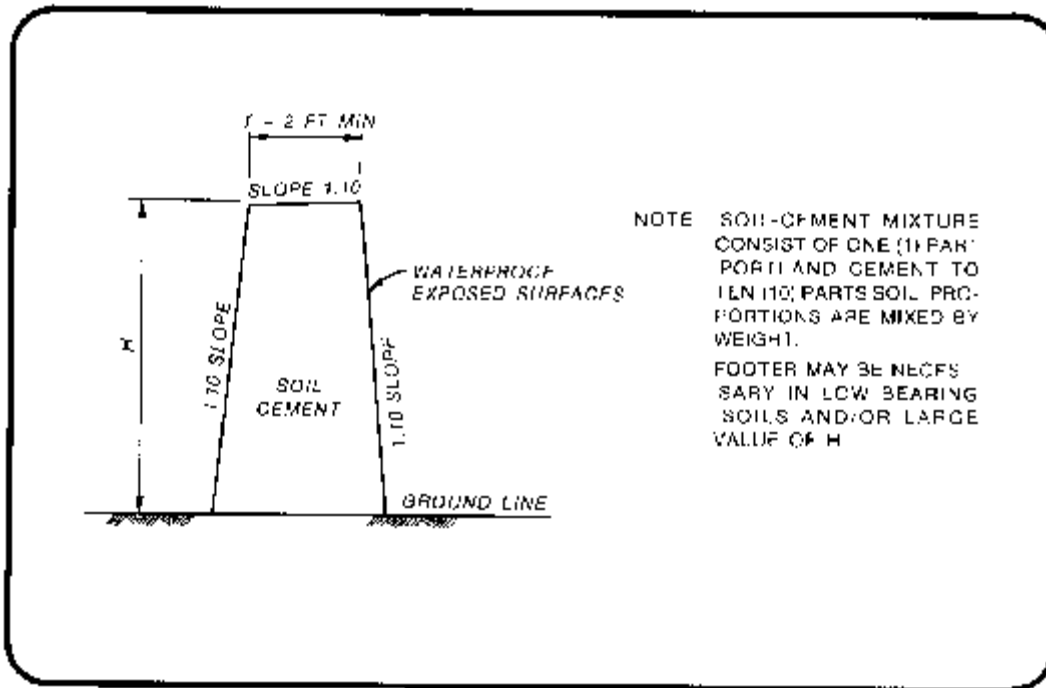 T = 2 FT MIN
SLOPE 1:10
H
1:10 SLOPE
SOIL
CEMENT
WATERPROOF
EXPOSED SURFACES
1:10 SLOPE
GROUND LINE
NOTE SOIL-CEMENT MIXTURE
CONSIST OF ONE (1) PART
PORTLAND CEMENT TO
TEN (10) PARTS SOIL. PRO-
PORTIONS ARE MIXED BY
WEIGHT.
FOOTER MAY BE NECES
SARY IN LOW BEARING
SOILS AND/OR LARGE
VALUE OF H